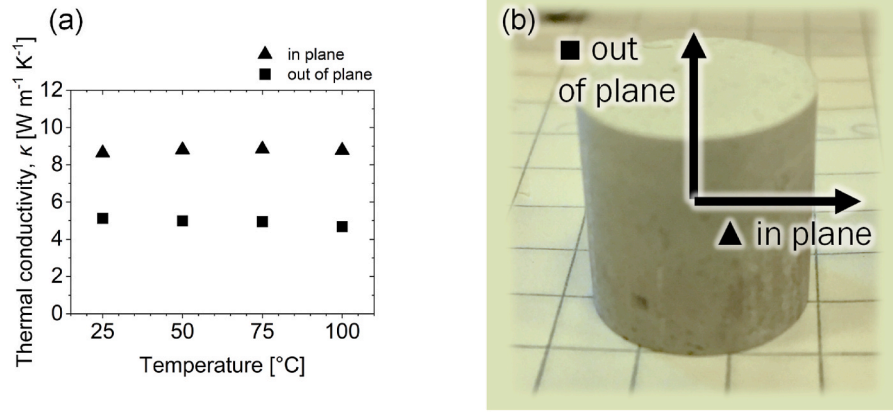 (a)
▲ in plane
■ out of plane
Thermal conductivity, κ [W m⁻¹ K⁻¹]
12
10
8
6
4
2
0
25 50 75 100
Temperature [°C]
(b)
■ out
of plane
▲ in plane